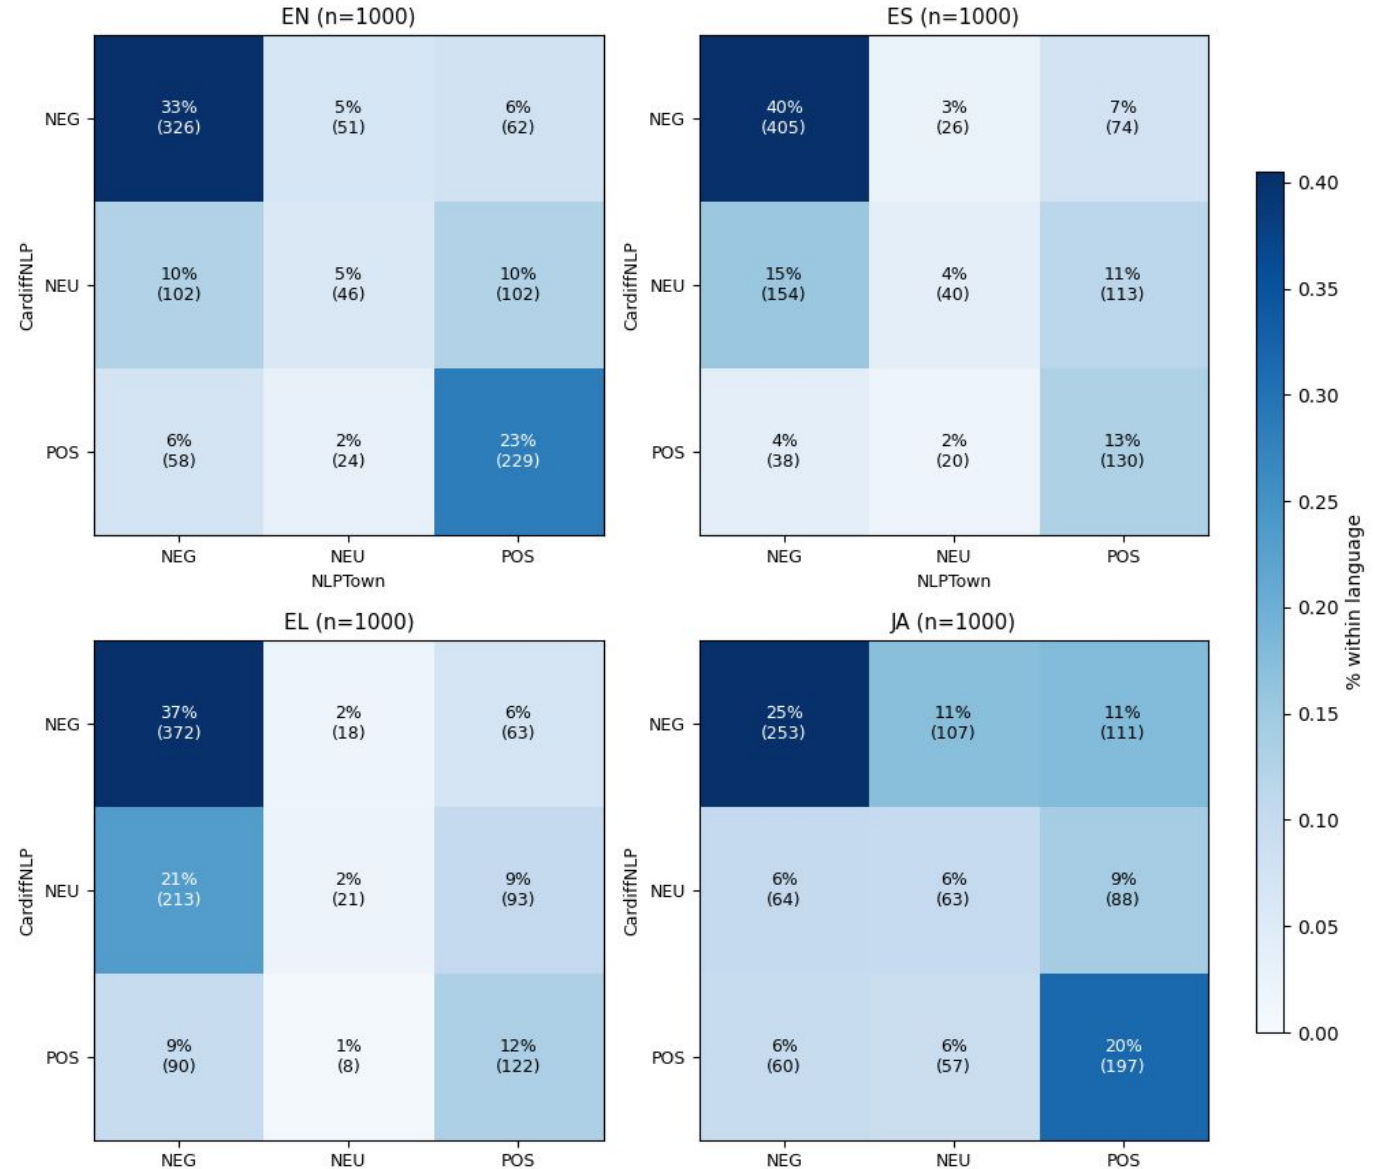 EN (n=1000)
ES (n=1000)
CardiffNLP
NEG
33%
(326)
5%
(51)
6%
(62)
NEU
10%
(102)
5%
(46)
10%
(102)
POS
6%
(58)
2%
(24)
23%
(229)
NEG
NEU
POS
NLPTown
CardiffNLP
NEG
40%
(405)
3%
(26)
7%
(74)
NEU
15%
(154)
4%
(40)
11%
(113)
POS
4%
(38)
2%
(20)
13%
(130)
NEG
NEU
POS
NLPTown
EL (n=1000)
JA (n=1000)
CardiffNLP
NEG
37%
(372)
2%
(18)
6%
(63)
NEU
21%
(213)
2%
(21)
9%
(93)
POS
9%
(90)
1%
(8)
12%
(122)
NEG
NEU
POS
CardiffNLP
NEG
25%
(253)
11%
(107)
11%
(111)
NEU
6%
(64)
6%
(63)
9%
(88)
POS
6%
(60)
6%
(57)
20%
(197)
NEG
NEU
POS
0.40
0.35
0.30
0.25
0.20
0.15
0.10
0.05
0.00
% within language